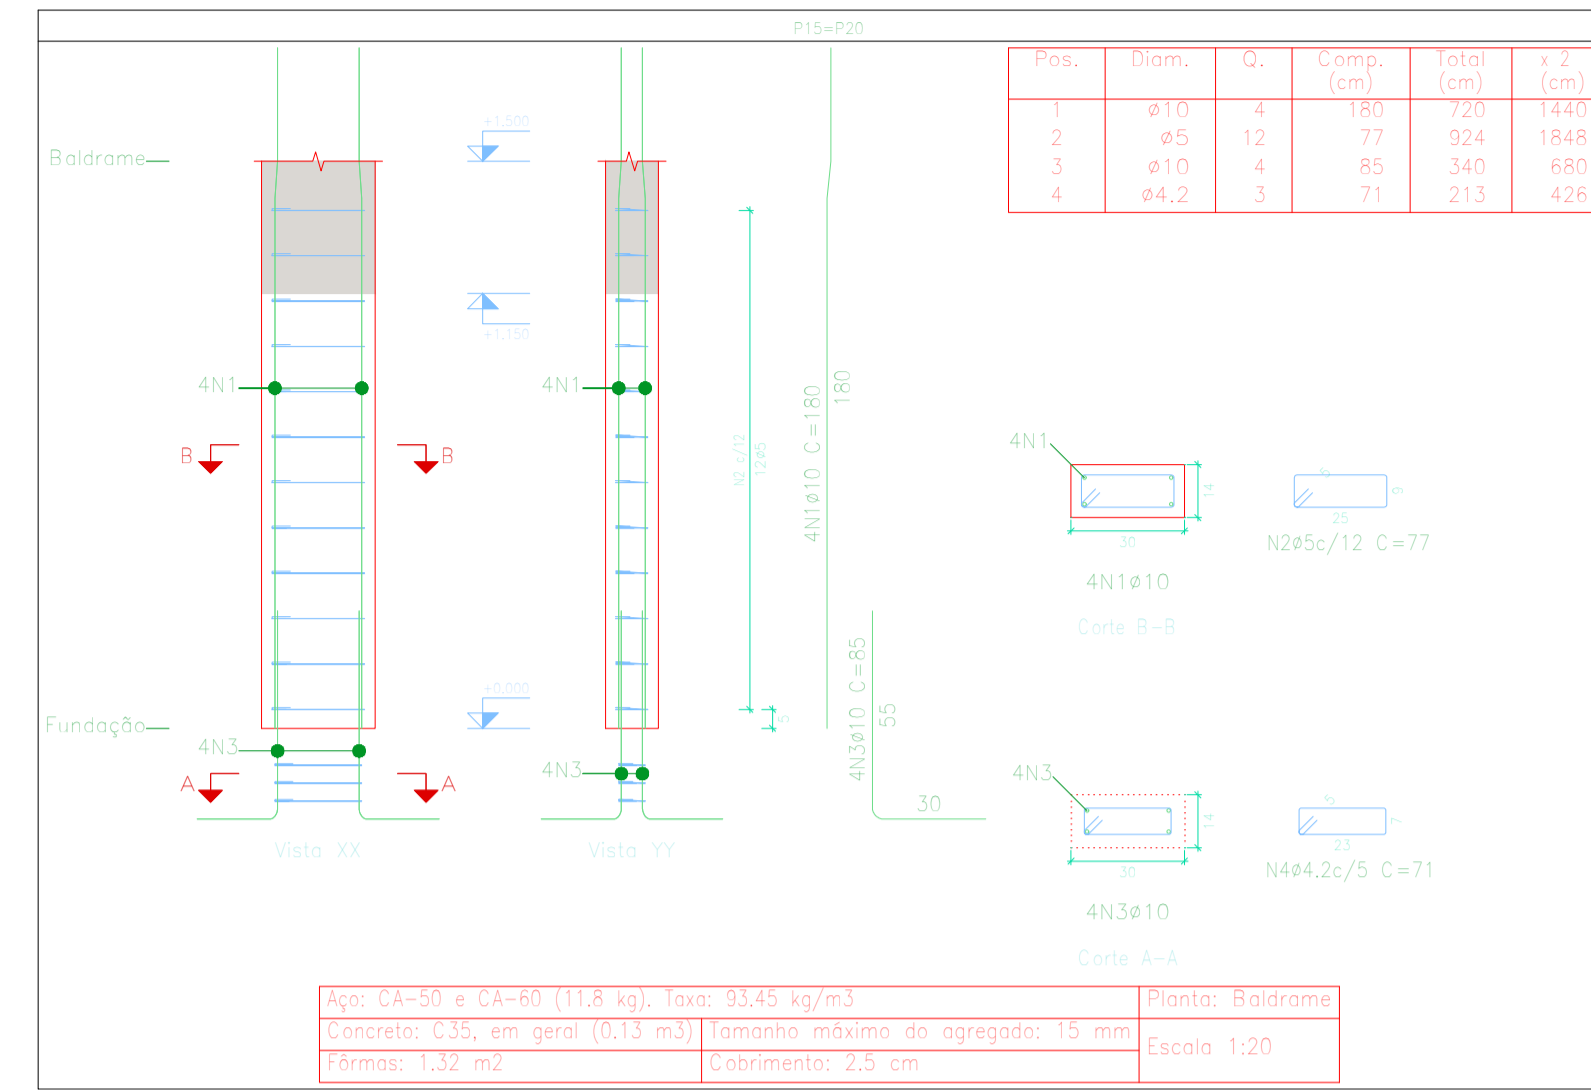 P15=P20
Pos. Diam. Q. Comp. (cm) Total (cm) x 2 (cm)
1 ø10 4 180 720 1440
2 ø5 12 77 924 1848
3 ø10 4 85 340 680
4 ø4.2 3 71 213 426
+1.500
Baldrame
+1.150
4N1
4N1
B
B
N2 c/12
12ø5
4N1ø10 C=180
180
4N1
14
30
4N1ø10
Corte B-B
5
9
25
N2ø5c/12 C=77
+0.000
Fundação
5
4N3
4N3
A
A
Vista XX
Vista YY
4N3ø10 C=85
55
30
4N3
14
30
4N3ø10
Corte A-A
5
7
23
N4ø4.2c/5 C=71
Aço: CA-50 e CA-60 (11.8 kg). Taxa: 93.45 kg/m3
Planta: Baldrame
Concreto: C35, em geral (0.13 m3)
Tamanho máximo do agregado: 15 mm
Escala 1:20
Fôrmas: 1.32 m2
Cobrimento: 2.5 cm